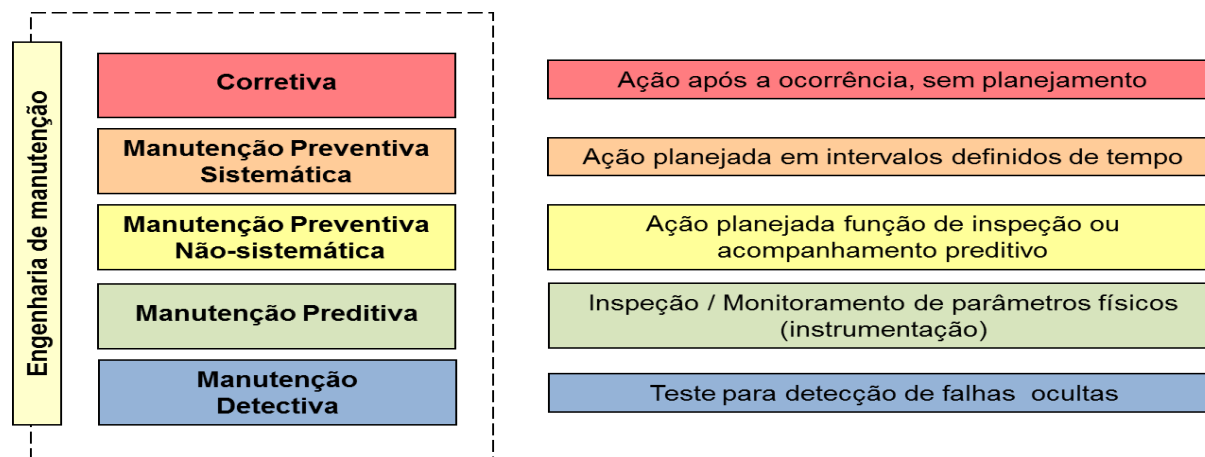 Engenharia de manutenção
Corretiva
Ação após a ocorrência, sem planejamento
Manutenção Preventiva
Sistemática
Ação planejada em intervalos definidos de tempo
Manutenção Preventiva
Não-sistemática
Ação planejada função de inspeção ou
acompanhamento preditivo
Manutenção Preditiva
Inspeção / Monitoramento de parâmetros físicos
(instrumentação)
Manutenção
Detectiva
Teste para detecção de falhas ocultas